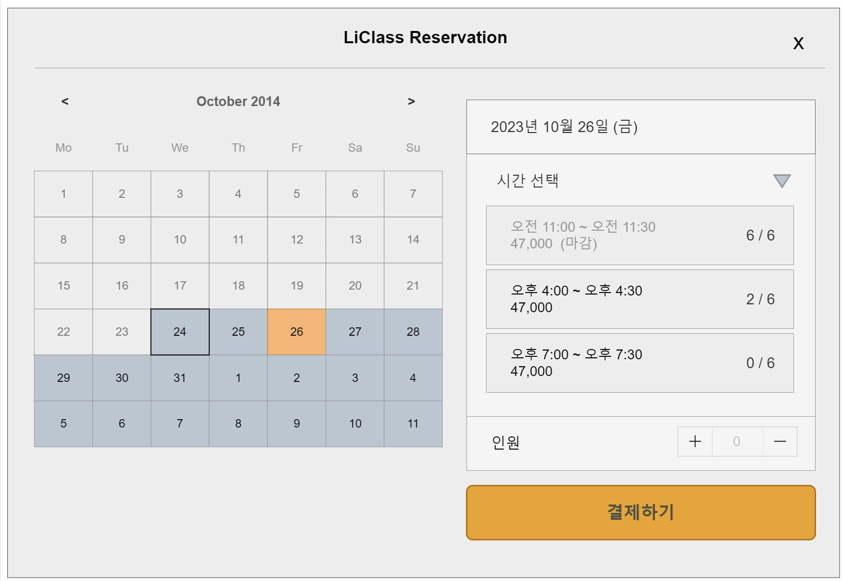 LiClass Reservation
X
< October 2014 >
Mo Tu We Th Fr Sa Su
1 2 3 4 5 6 7
8 9 10 11 12 13 14
15 16 17 18 19 20 21
22 23 24 25 26 27 28
29 30 31 1 2 3 4
5 6 7 8 9 10 11
2023년 10월 26일 (금)
시간 선택
오전 11:00 ~ 오전 11:30
47,000 (마감)
6 / 6
오후 4:00 ~ 오후 4:30
47,000
2 / 6
오후 7:00 ~ 오후 7:30
47,000
0 / 6
인원
+ 0 −
결제하기